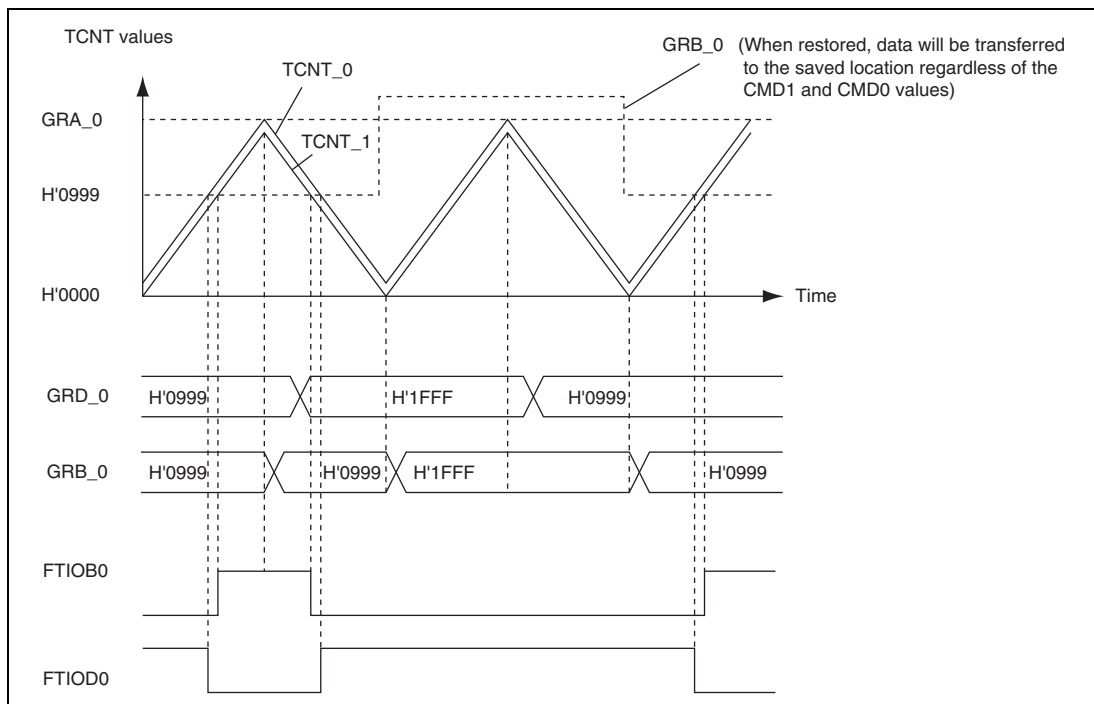 TCNT values
GRB_0 (When restored, data will be transferred
to the saved location regardless of the
CMD1 and CMD0 values)
TCNT_0
GRA_0
TCNT_1
H'0999
H'0000
Time
GRD_0
H'0999
H'1FFF
H'0999
GRB_0
H'0999
H'0999
H'1FFF
H'0999
FTIOB0
FTIOD0